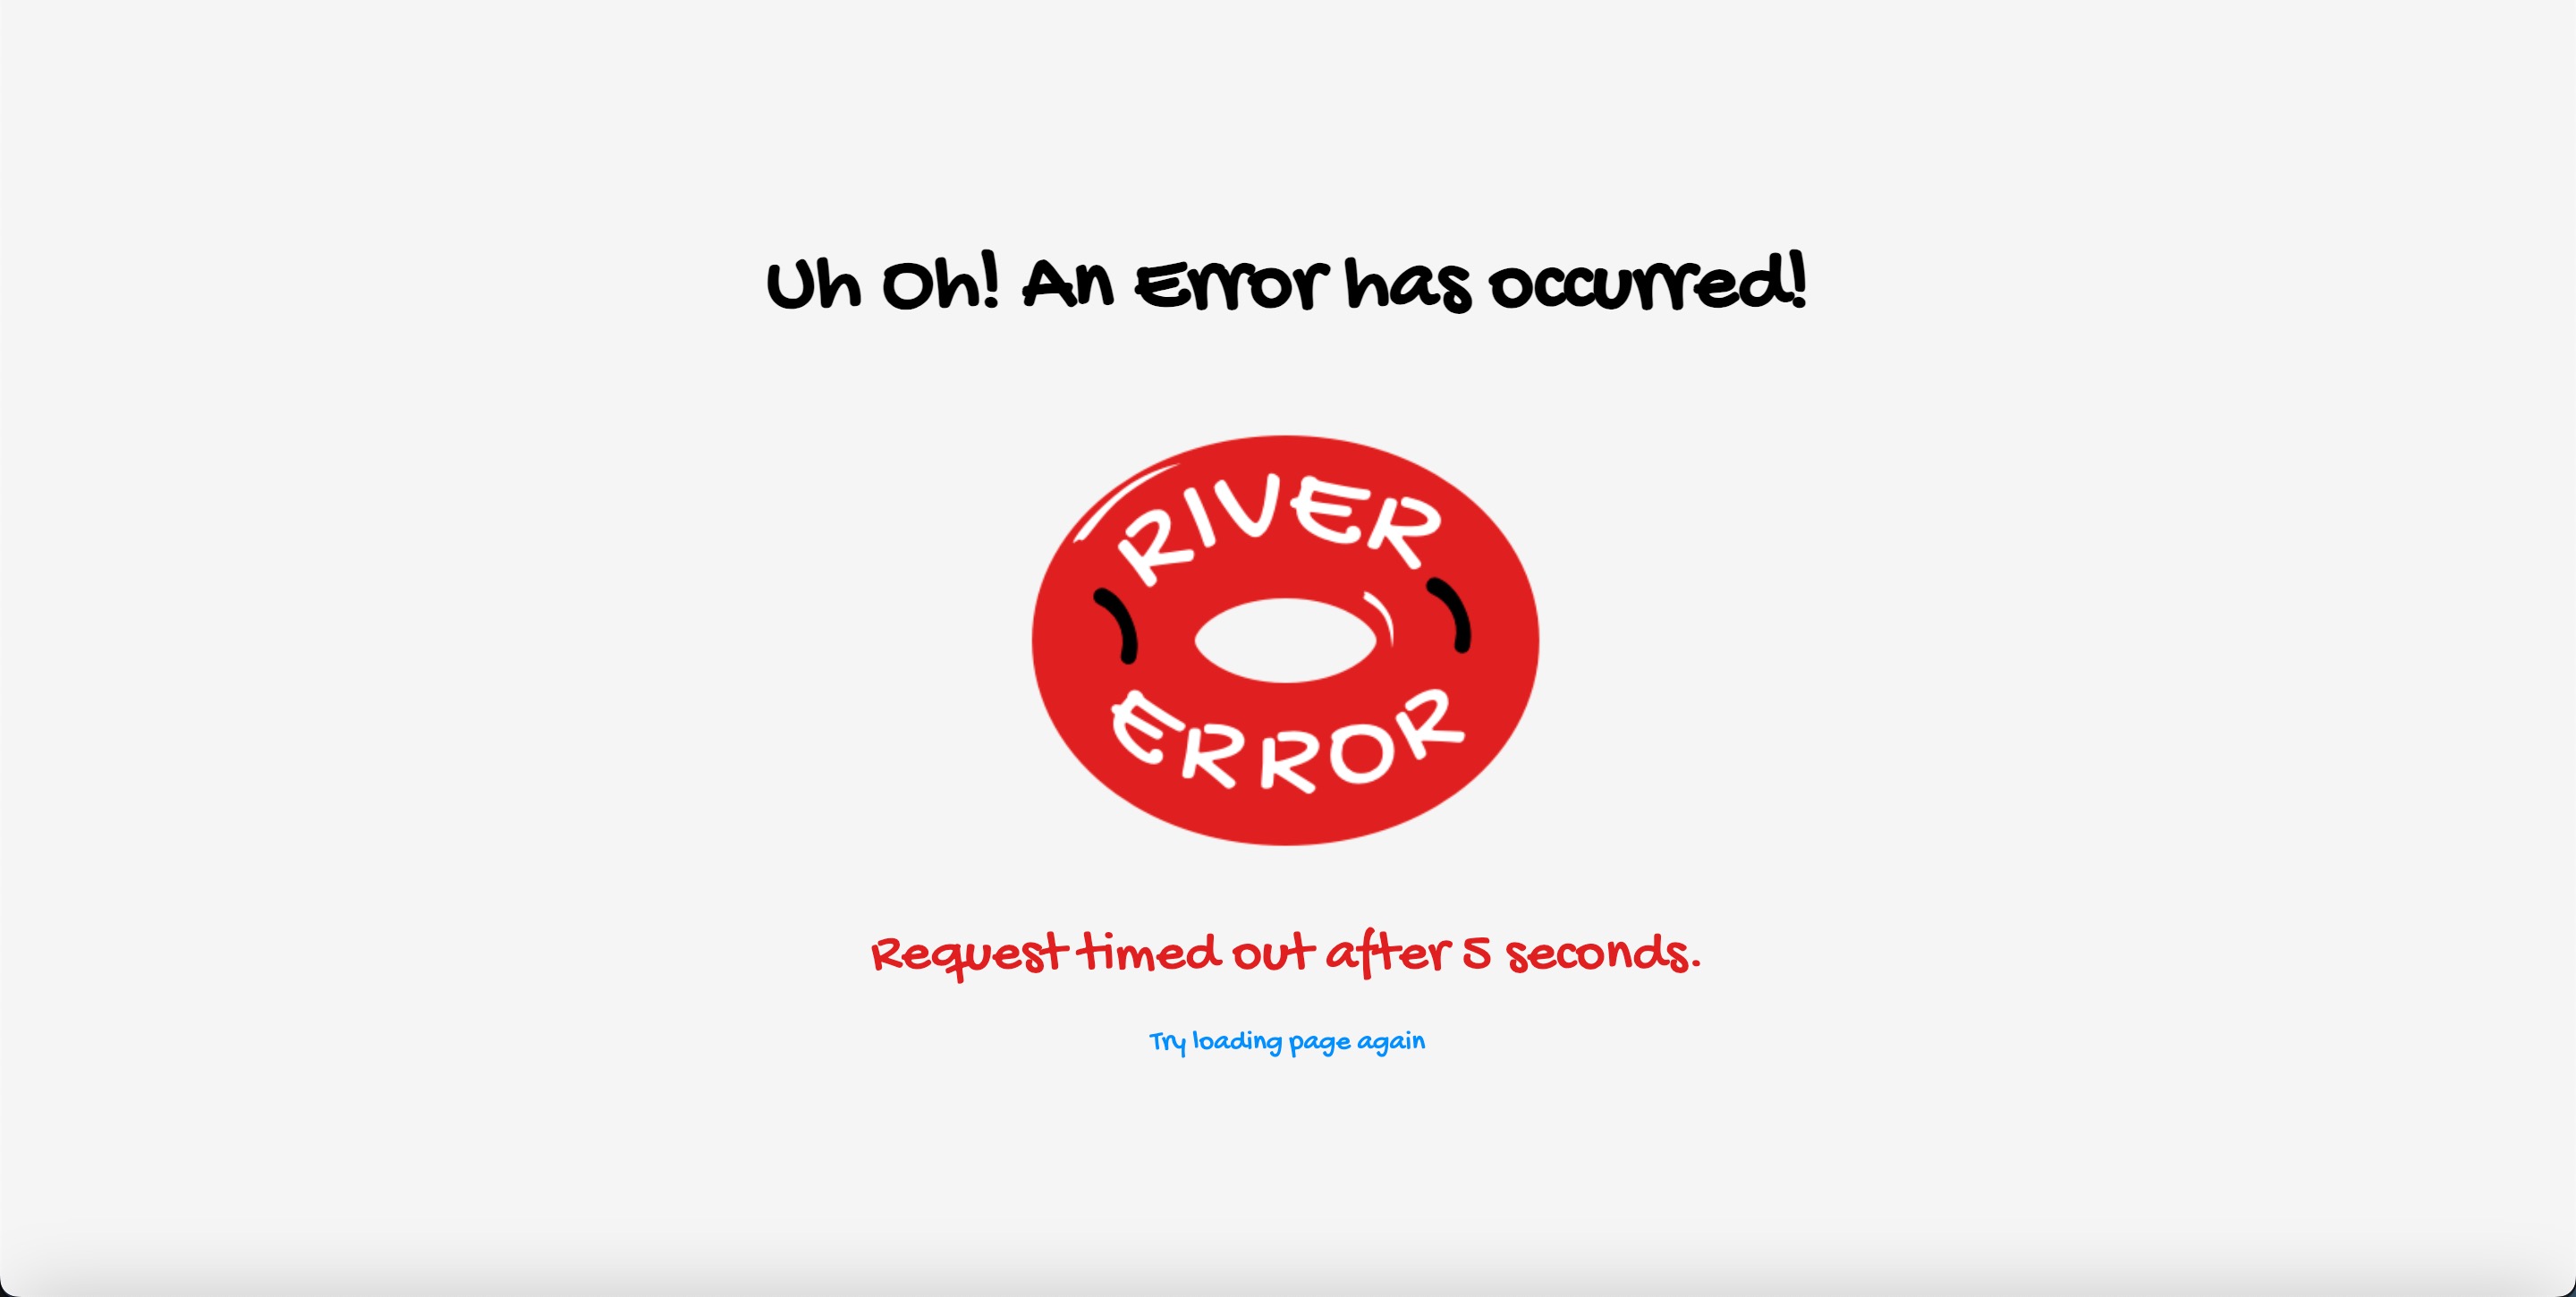 Uh Oh! An Error has occurred!
RIVER
ERROR
Request timed out after 5 seconds.
Try loading page again